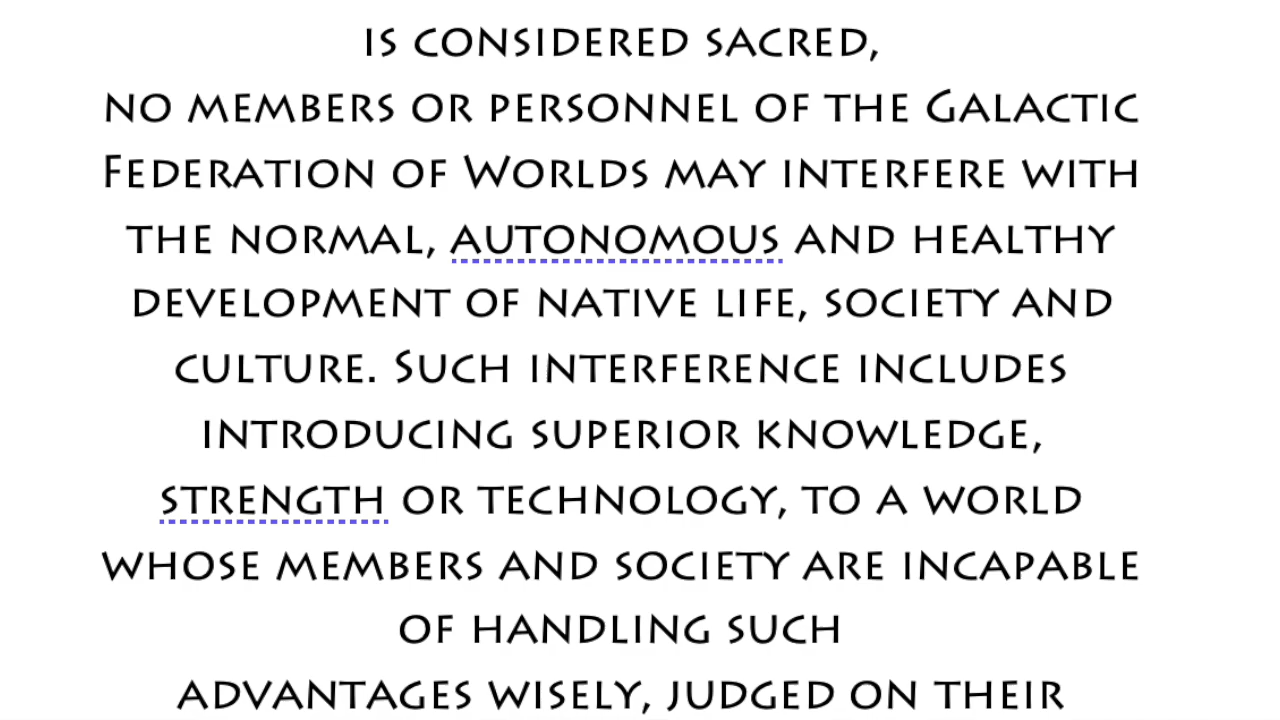 IS CONSIDERED SACRED,
NO MEMBERS OR PERSONNEL OF THE GALACTIC
FEDERATION OF WORLDS MAY INTERFERE WITH
THE NORMAL, AUTONOMOUS AND HEALTHY
DEVELOPMENT OF NATIVE LIFE, SOCIETY AND
CULTURE. SUCH INTERFERENCE INCLUDES
INTRODUCING SUPERIOR KNOWLEDGE,
STRENGTH OR TECHNOLOGY, TO A WORLD
WHOSE MEMBERS AND SOCIETY ARE INCAPABLE
OF HANDLING SUCH
ADVANTAGES WISELY, JUDGED ON THEIR